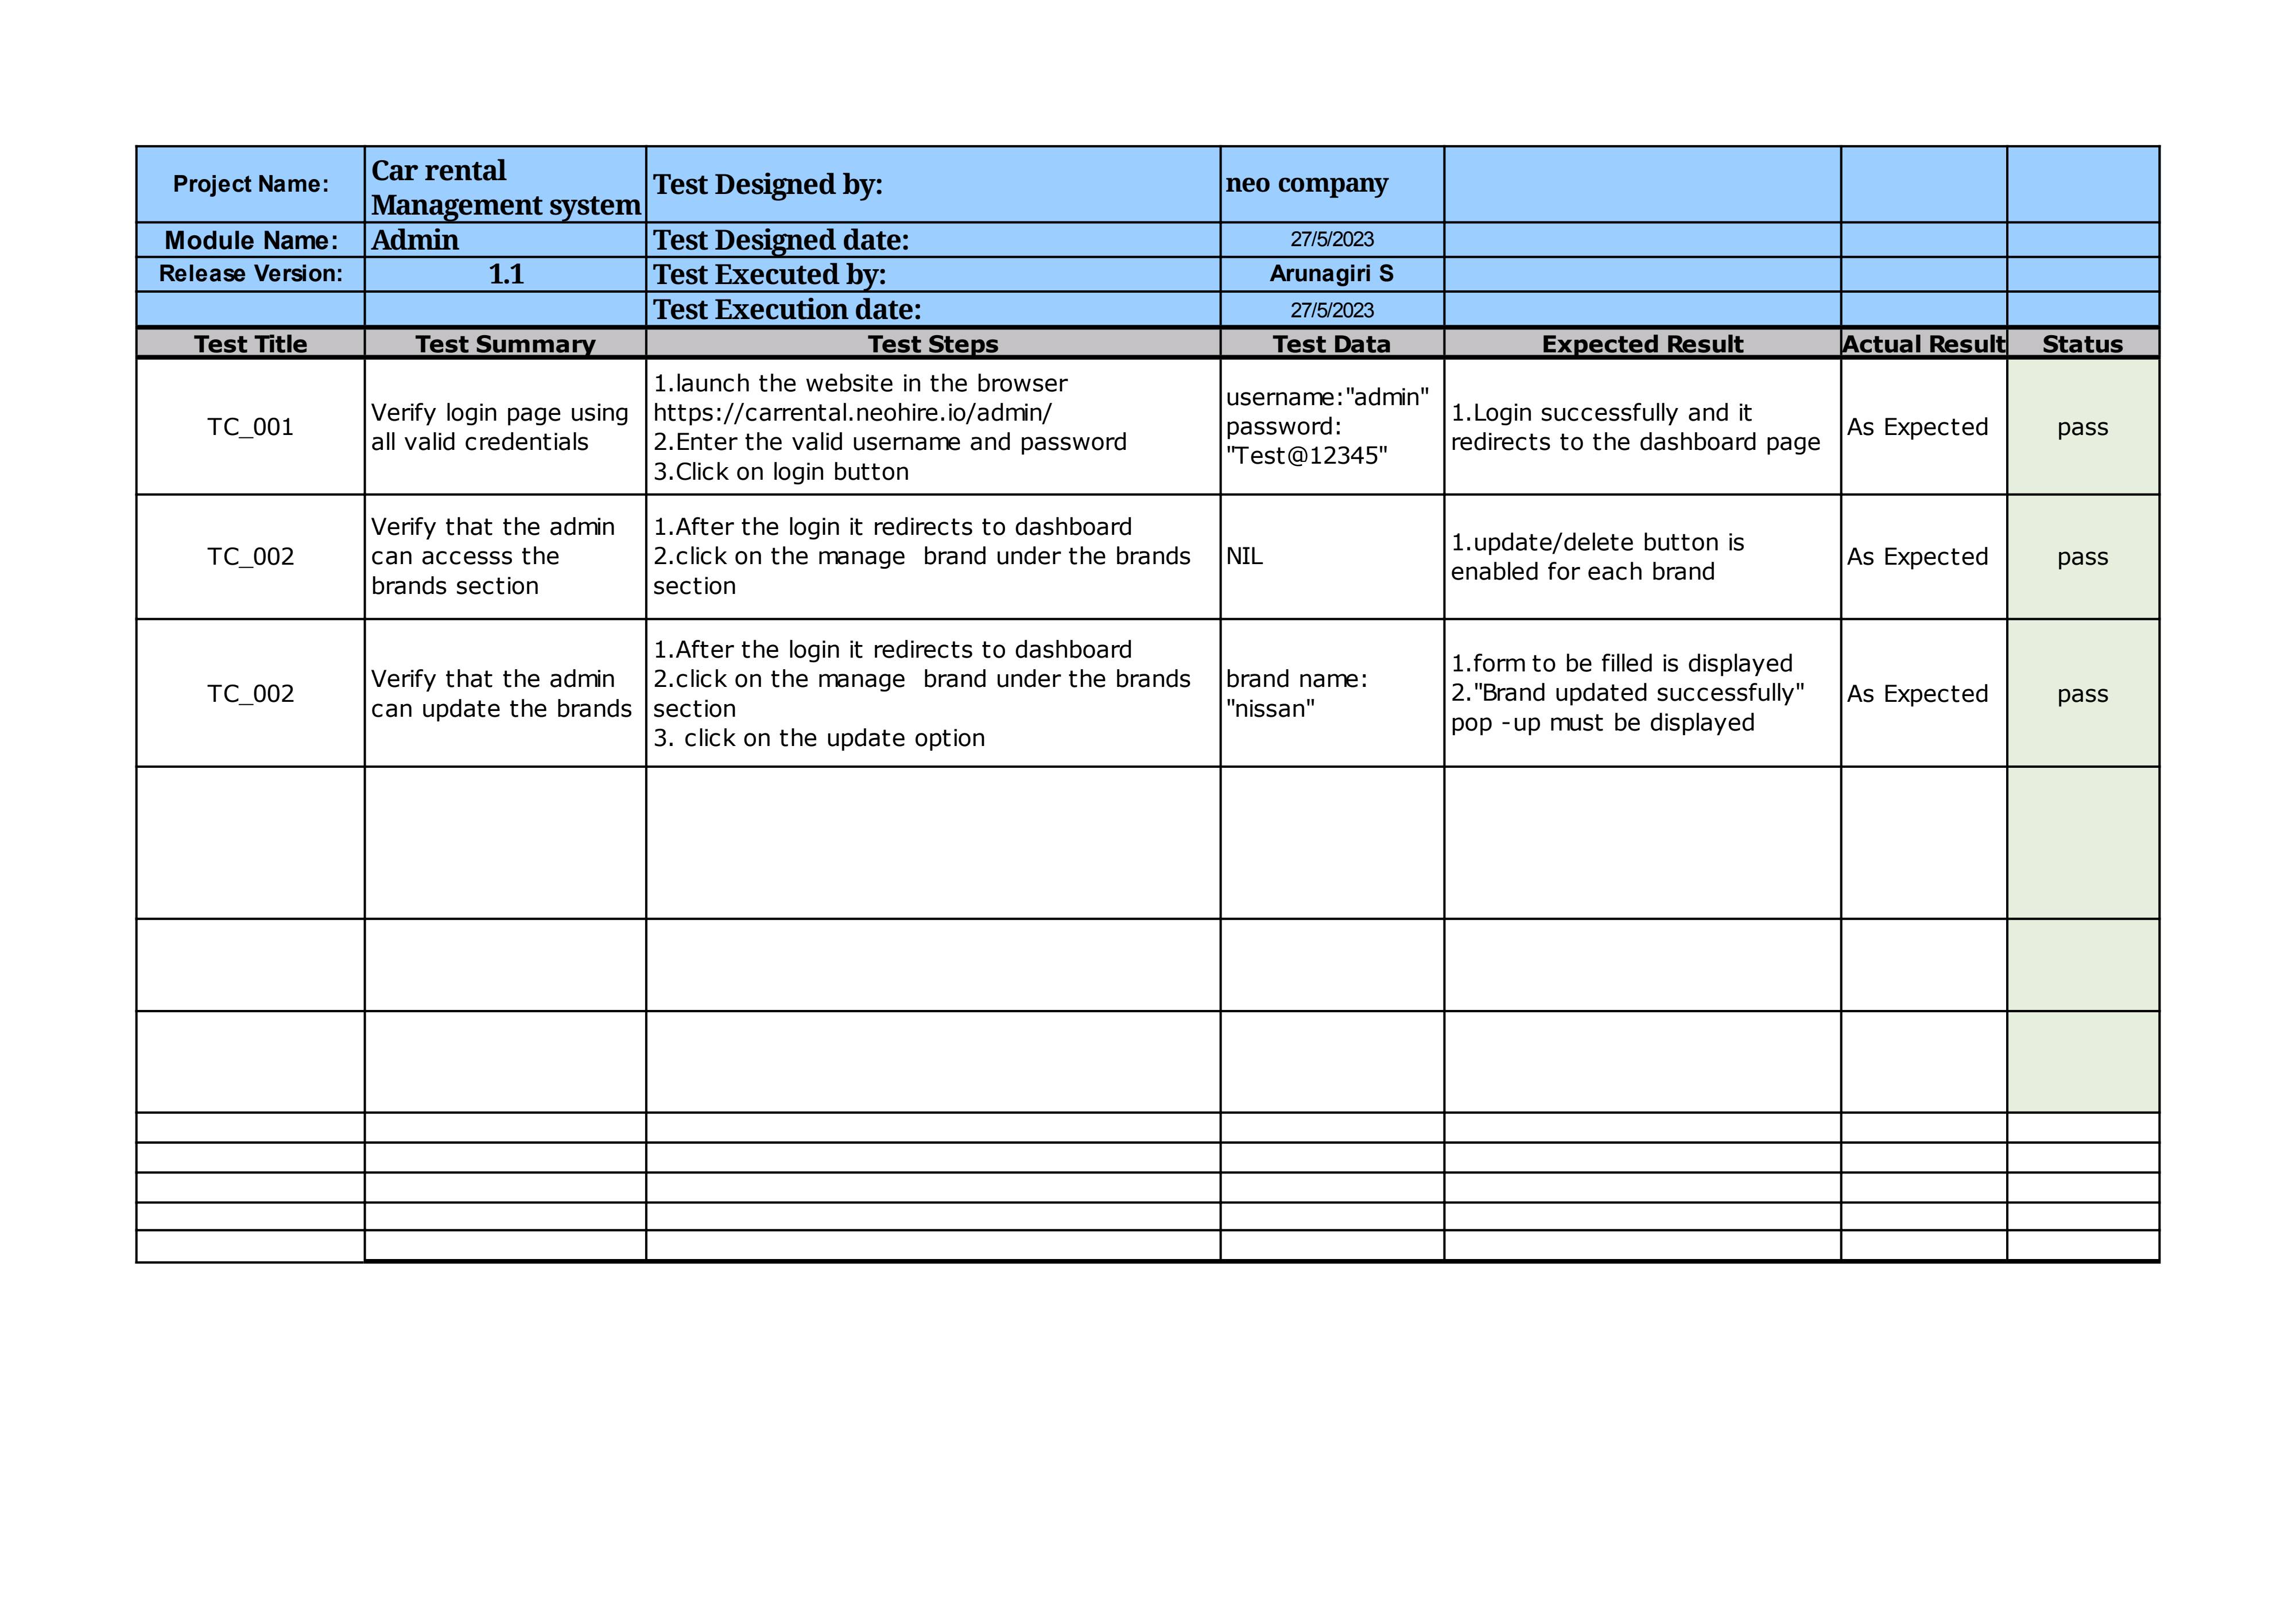 Project Name:
Car rental
Management system
Test Designed by:
neo company
Module Name:
Admin
Test Designed date:
27/5/2023
Release Version:
1.1
Test Executed by:
Arunagiri S
Test Execution date:
27/5/2023
Test Title
Test Summary
Test Steps
Test Data
Expected Result
Actual Result
Status
TC_001
Verify login page using
all valid credentials
1.launch the website in the browser
https://carrental.neohire.io/admin/
2.Enter the valid username and password
3.Click on login button
username:"admin"
password:
"Test@12345"
1.Login successfully and it
redirects to the dashboard page
As Expected
pass
TC_002
Verify that the admin
can accesss the
brands section
1.After the login it redirects to dashboard
2.click on the manage  brand under the brands
section
NIL
1.update/delete button is
enabled for each brand
As Expected
pass
TC_002
Verify that the admin
can update the brands
1.After the login it redirects to dashboard
2.click on the manage  brand under the brands
section
3. click on the update option
brand name:
"nissan"
1.form to be filled is displayed
2."Brand updated successfully"
pop -up must be displayed
As Expected
pass